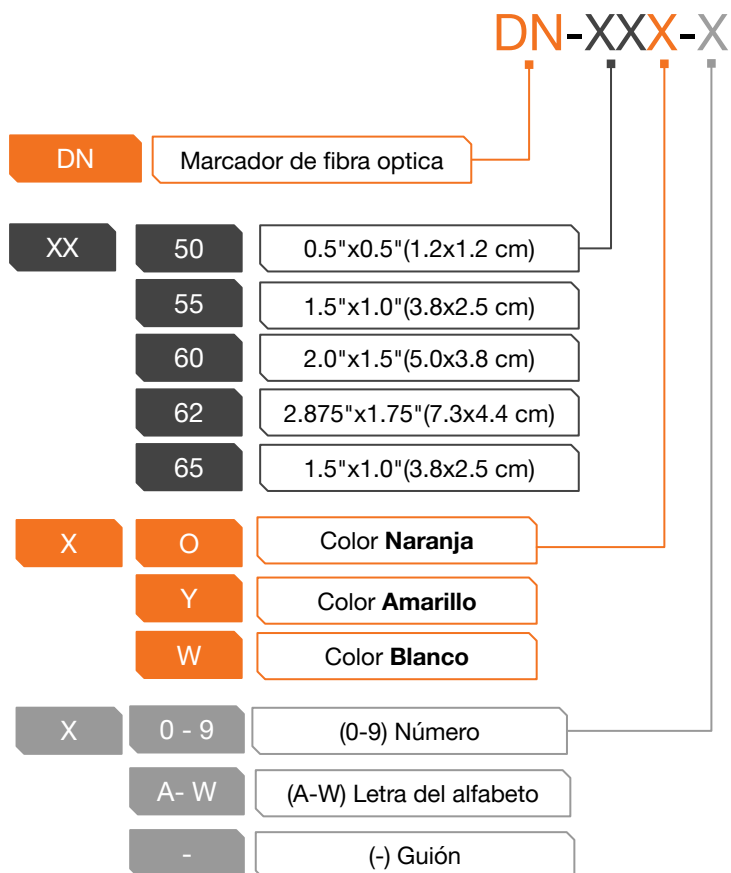 DN-XXX-X
DN Marcador de fibra optica
XX 50 0.5"x0.5"(1.2x1.2 cm)
55 1.5"x1.0"(3.8x2.5 cm)
60 2.0"x1.5"(5.0x3.8 cm)
62 2.875"x1.75"(7.3x4.4 cm)
65 1.5"x1.0"(3.8x2.5 cm)
X O Color Naranja
Y Color Amarillo
W Color Blanco
X 0 - 9 (0-9) Número
A- W (A-W) Letra del alfabeto
- (-) Guión